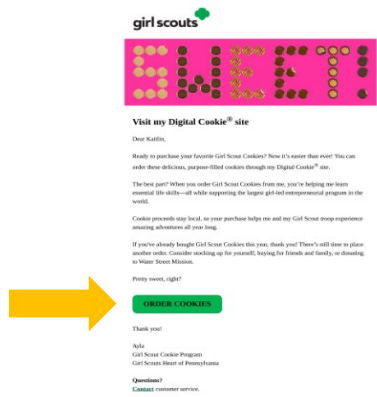 girl scouts
SWEET!
Visit my Digital Cookie® site
Dear Kaitlin,
Ready to purchase your favorite Girl Scout Cookies? Now it's easier than ever! You can
order these delicious, purpose-filled cookies through my Digital Cookie® site.
The best part? When you order Girl Scout Cookies from me, you're helping me learn
essential life skills—all while supporting the largest girl-led entrepreneurial program in the
world.
Cookie proceeds stay local, so your purchase helps me and my Girl Scout troop experience
amazing adventures all year long.
If you've already bought Girl Scout Cookies this year, thank you! There's still time to place
another order. Consider stocking up for yourself, buying for friends and family, or donating
to Water Street Mission.
Pretty sweet, right?
ORDER COOKIES
Thank you!
Ayla
Girl Scout Cookie Program
Girl Scouts Heart of Pennsylvania
Questions?
Contact customer service.